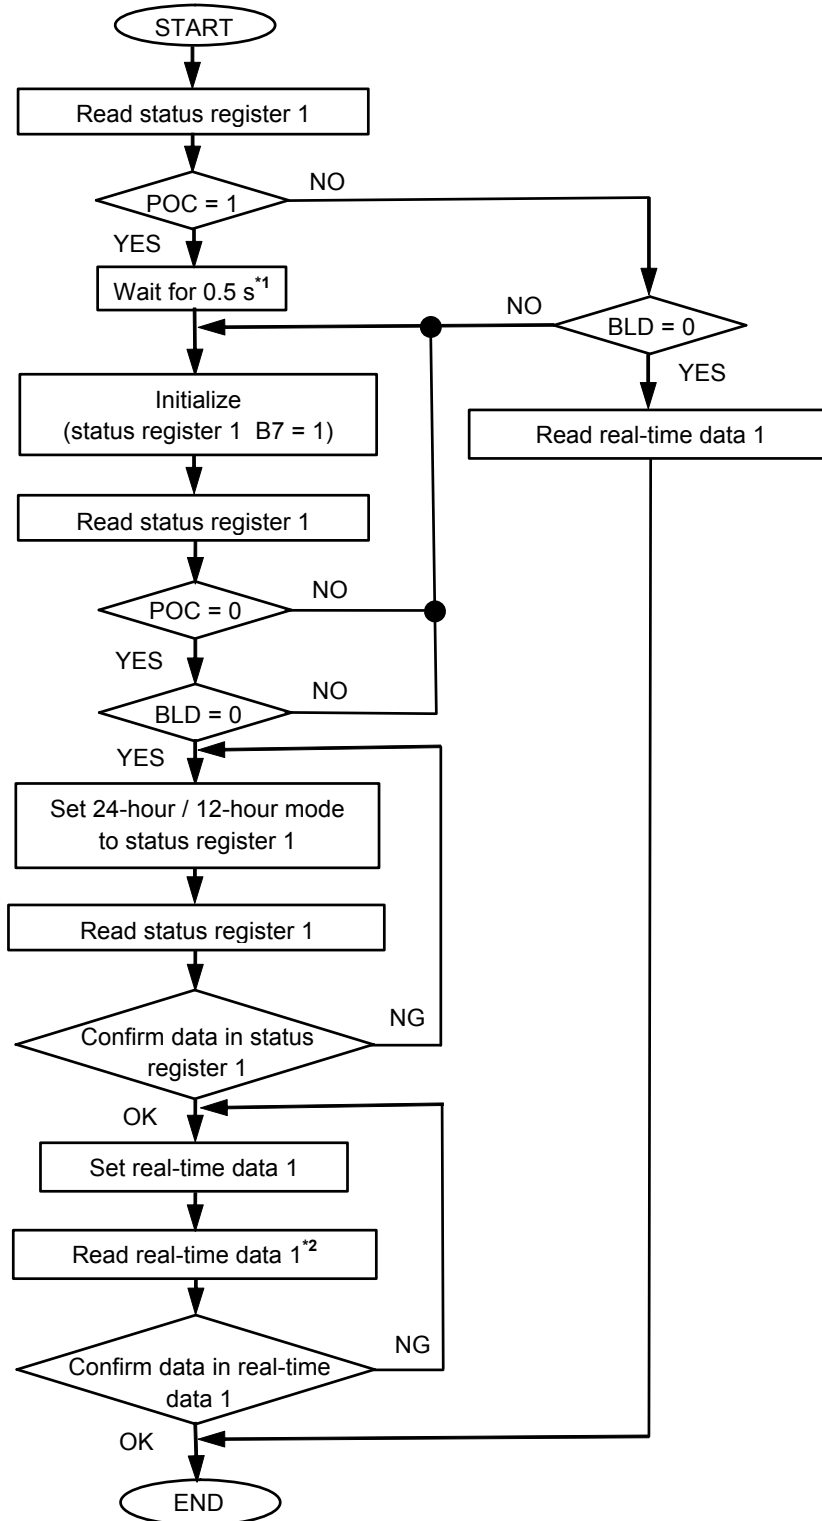 START
Read status register 1
POC = 1
NO
YES
Wait for 0.5 s*1
NO
BLD = 0
YES
Initialize
(status register 1  B7 = 1)
Read real-time data 1
Read status register 1
POC = 0
NO
YES
BLD = 0
NO
YES
Set 24-hour / 12-hour mode
to status register 1
Read status register 1
Confirm data in status
register 1
NG
OK
Set real-time data 1
Read real-time data 1*2
Confirm data in real-time
data 1
NG
OK
END